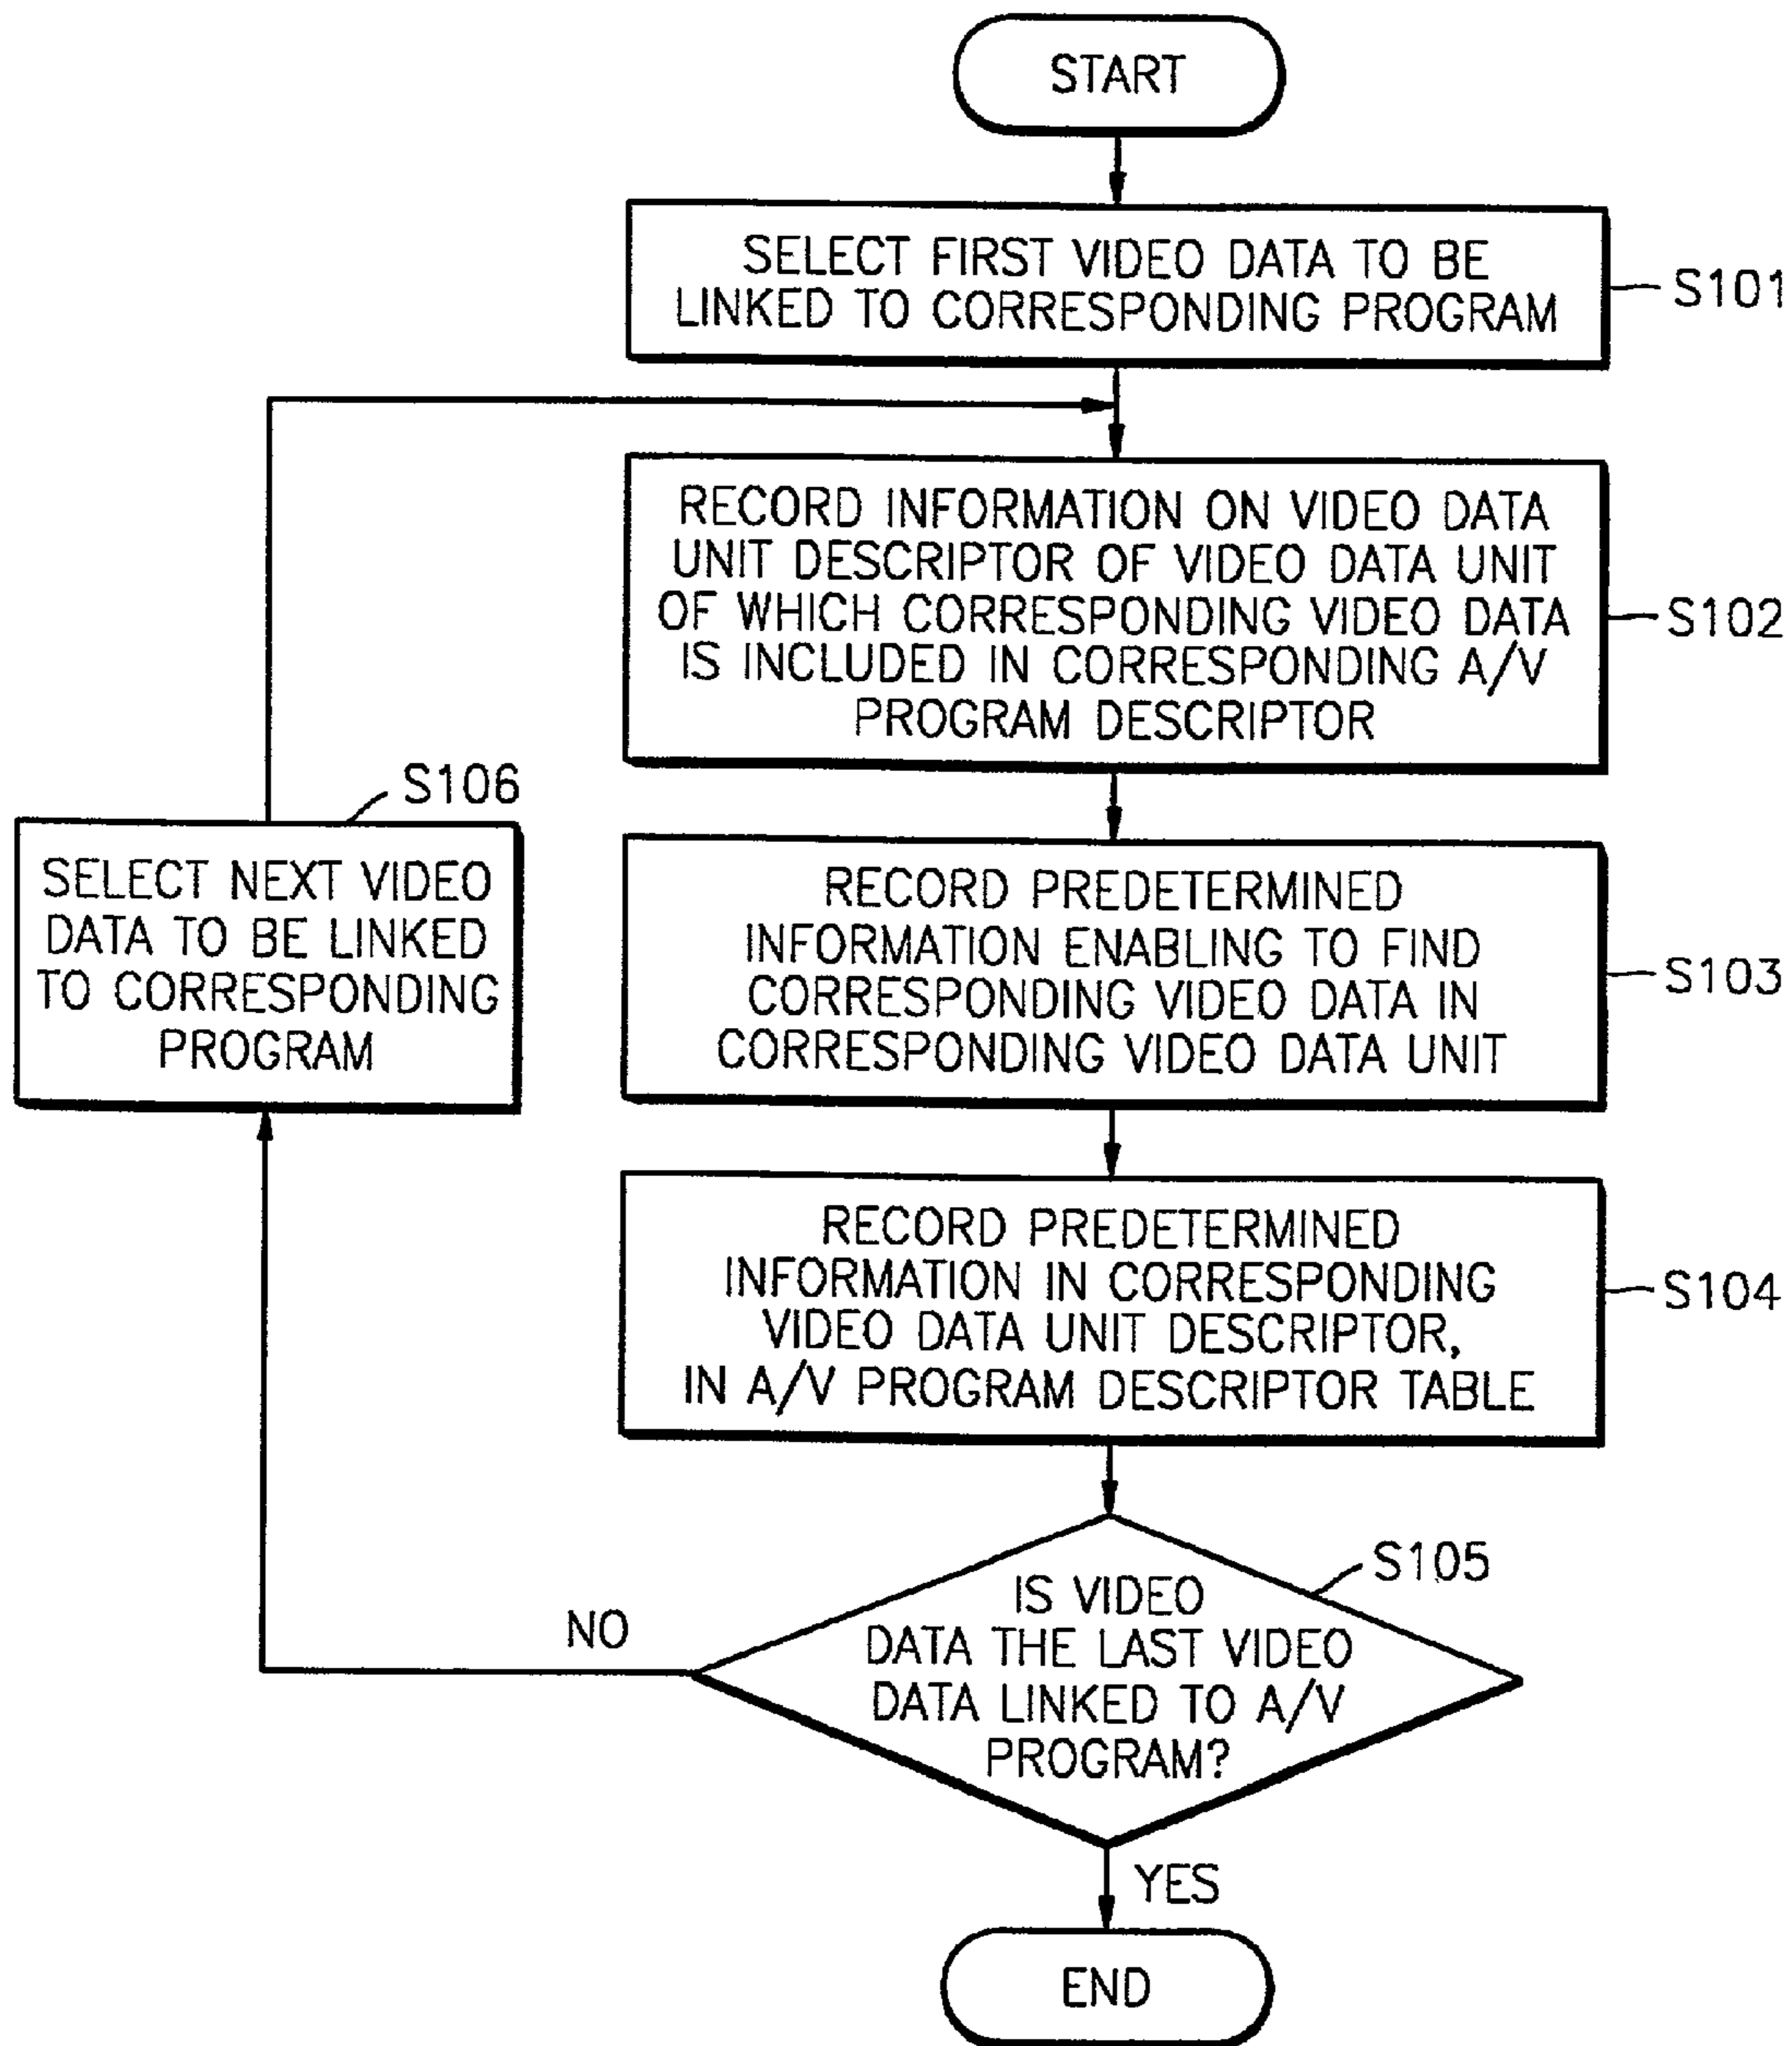 START
SELECT FIRST VIDEO DATA TO BE
LINKED TO CORRESPONDING PROGRAM
S101
RECORD INFORMATION ON VIDEO DATA
UNIT DESCRIPTOR OF VIDEO DATA UNIT
OF WHICH CORRESPONDING VIDEO DATA
IS INCLUDED IN CORRESPONDING A/V
PROGRAM DESCRIPTOR
S102
RECORD PREDETERMINED
INFORMATION ENABLING TO FIND
CORRESPONDING VIDEO DATA IN
CORRESPONDING VIDEO DATA UNIT
S103
RECORD PREDETERMINED
INFORMATION IN CORRESPONDING
VIDEO DATA UNIT DESCRIPTOR,
IN A/V PROGRAM DESCRIPTOR TABLE
S104
IS VIDEO
DATA THE LAST VIDEO
DATA LINKED TO A/V
PROGRAM?
S105
NO
S106
SELECT NEXT VIDEO
DATA TO BE LINKED
TO CORRESPONDING
PROGRAM
YES
END